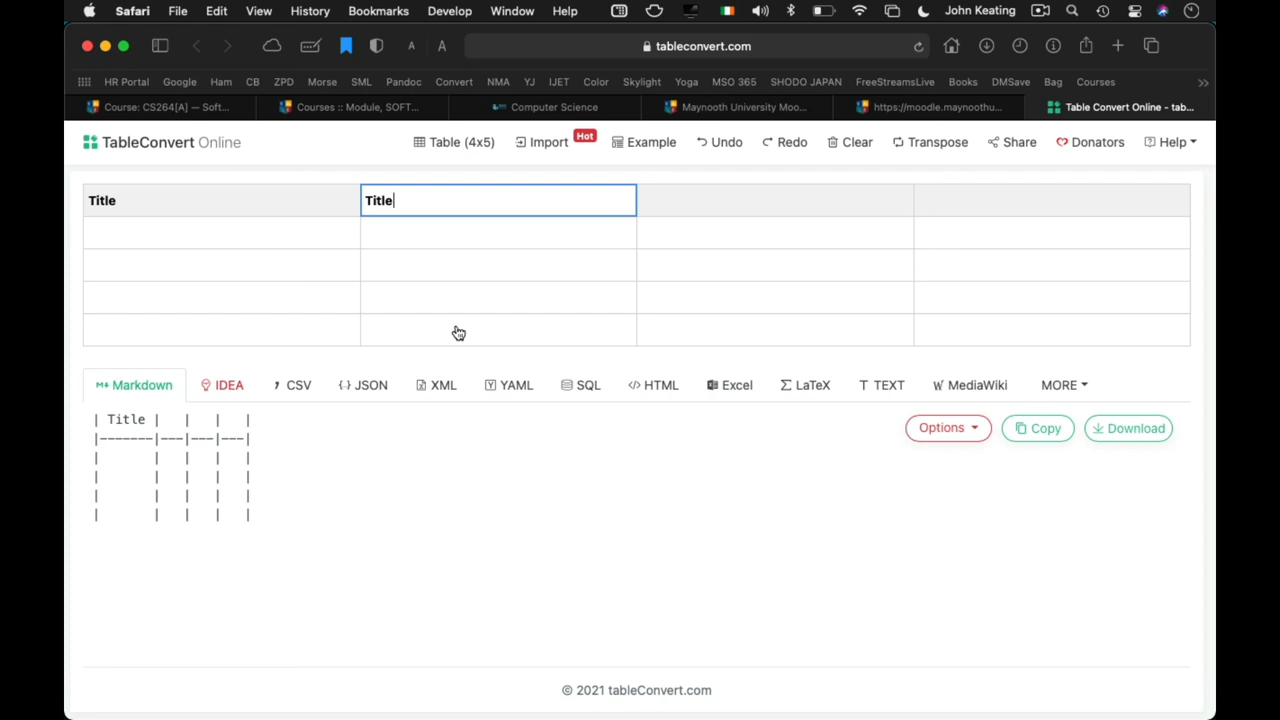 Safari File Edit View History Bookmarks Develop Window Help John Keating
A A tableconvert.com
HR Portal Google Ham CB ZPD Morse SML Pandoc Convert NMA YJ IJET Color Skylight Yoga MSO 365 SHODO JAPAN FreeStreamsLive Books DMSave Bag Courses >>
Course: CS264[A] — Soft... Courses :: Module, SOFT... Computer Science Maynooth University Moo... https://moodle.maynoothu... Table Convert Online - tab...
TableConvert Online Table (4x5) Import Hot Example Undo Redo Clear Transpose Share Donators Help
Title Title
M↓ Markdown IDEA CSV {·} JSON XML YAML SQL </> HTML Excel Σ LaTeX T TEXT W MediaWiki MORE
| Title |   |   |   |
|-------|---|---|---|
|       |   |   |   |
|       |   |   |   |
|       |   |   |   |
|       |   |   |   |
Options Copy Download
© 2021 tableConvert.com